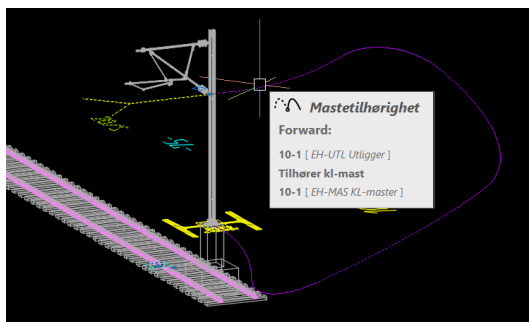 Mastetilhørighet
Forward:
10-1 [ EH-UTL Utligger ]
Tilhører kl-mast
10-1 [ EH-MAS KL-master ]